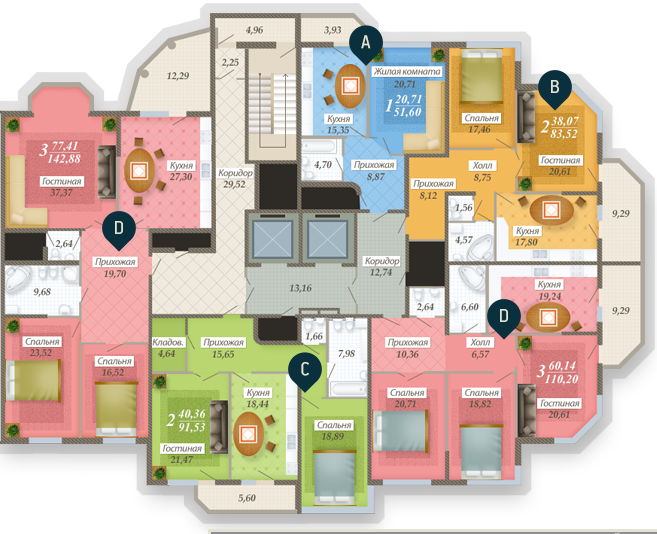 4,96
3,93
A
12,29
2,25
Жилая комната
20,71
1 20,71
51,60
Кухня
15,35
Спальня
17,46
B
2 38,07
83,52
Гостиная
20,61
3 77,41
142,88
Гостиная
37,37
Кухня
27,30
Коридор
29,52
4,70
Прихожая
8,87
Холл
8,75
Прихожая
8,12
1,56
4,57
Кухня
17,80
9,29
D
2,64
Прихожая
19,70
9,68
13,16
Коридор
12,74
2,64
6,60
Кухня
19,24
9,29
D
Спальня
23,52
Спальня
16,52
Кладов.
4,64
Прихожая
15,65
1,66
7,98
C
Прихожая
10,36
Холл
6,57
3 60,14
110,20
Гостиная
20,61
2 40,36
91,53
Гостиная
21,47
Кухня
18,44
Спальня
18,89
Спальня
20,71
Спальня
18,82
5,60